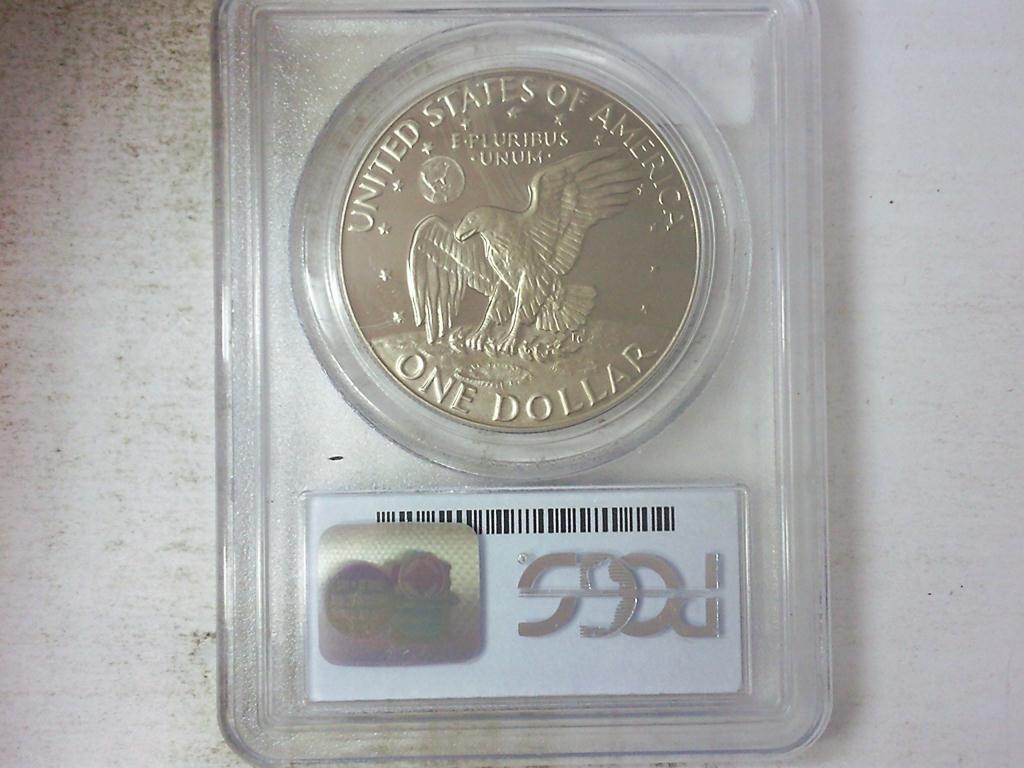 UNITED STATES OF AMERICA
E·PLURIBUS
·UNUM·
ONE DOLLAR
PCGS